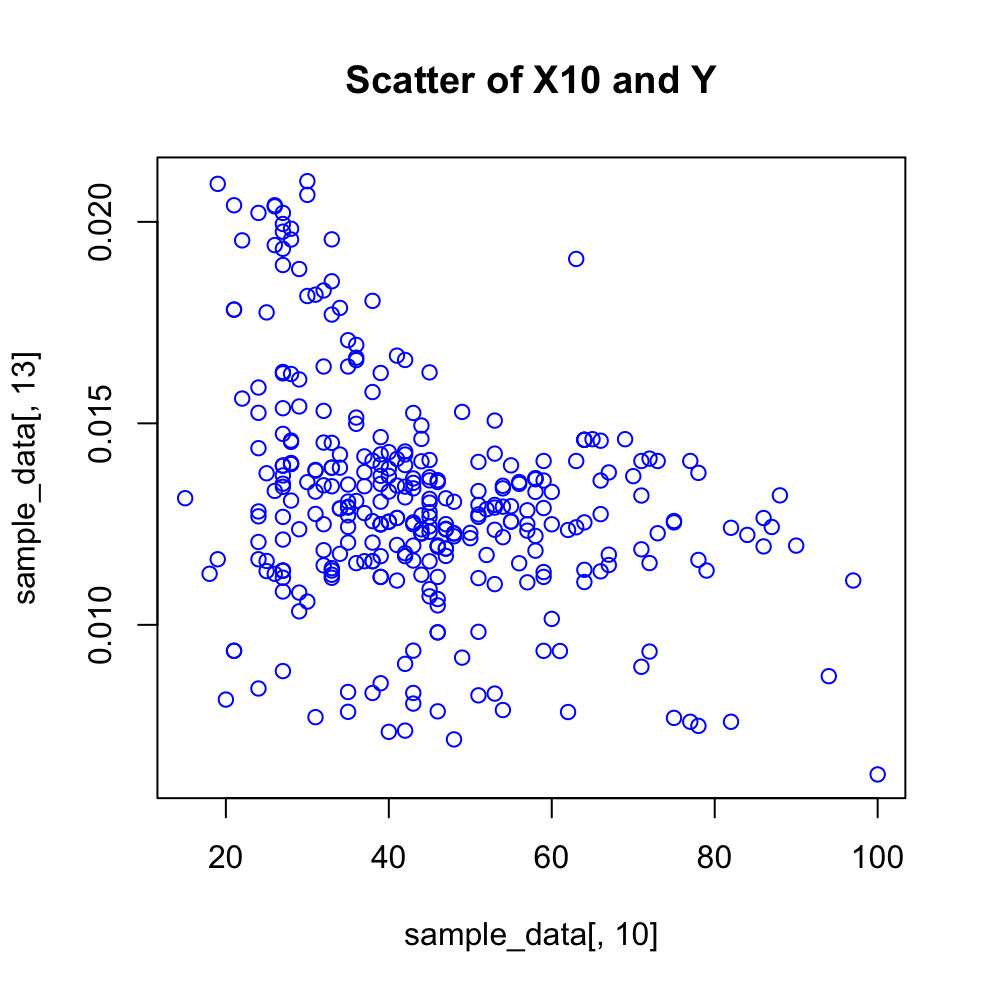 Scatter of X10 and Y
sample_data[, 13]
0.020
0.015
0.010
20 40 60 80 100
sample_data[, 10]